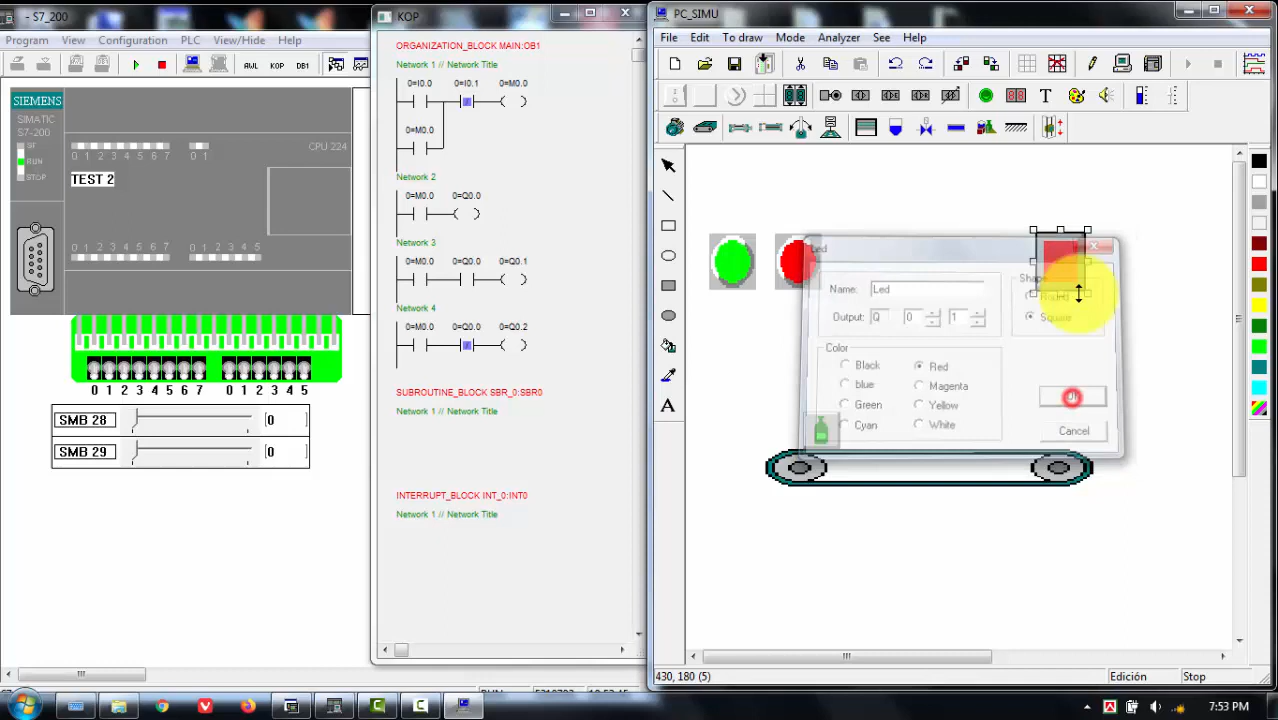 - S7_200
Program View Configuration PLC View/Hide Help
AWL KOP DB1
SIEMENS
SIMATIC
S7-200
SF
RUN
STOP
0 1 2 3 4 5 6 7 0 1
CPU 224
TEST 2
0 1 2 3 4 5 6 7 0 1 2 3 4 5
0 1 2 3 4 5 6 7 0 1 2 3 4 5
SMB 28 0
SMB 29 0
KOP
ORGANIZATION_BLOCK MAIN:OB1
Network 1 // Network Title
0=I0.0 0=I0.1 0=M0.0
0=M0.0
Network 2
0=M0.0 0=Q0.0
Network 3
0=M0.0 0=Q0.0 0=Q0.1
Network 4
0=M0.0 0=Q0.0 0=Q0.2
SUBROUTINE_BLOCK SBR_0:SBR0
Network 1 // Network Title
INTERRUPT_BLOCK INT_0:INT0
Network 1 // Network Title
PC_SIMU
File Edit To draw Mode Analyzer See Help
Led
Name: Led
Output: Q 0 1
Shape
Square
Color
Black Red
blue Magenta
Green Yellow
Cyan White
Cancel
430, 180 (5) Edición Stop
7:53 PM